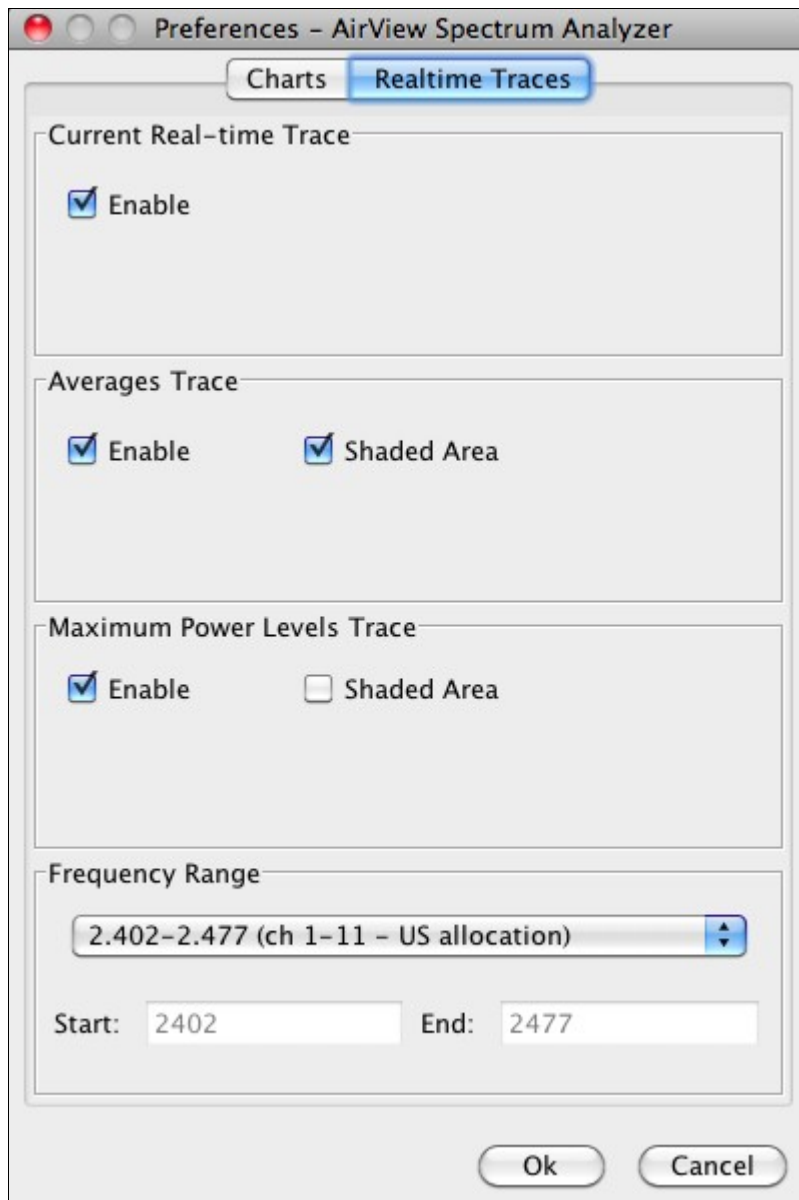 Preferences – AirView Spectrum Analyzer
Charts Realtime Traces
Current Real-time Trace
Enable
Averages Trace
Enable Shaded Area
Maximum Power Levels Trace
Enable Shaded Area
Frequency Range
2.402–2.477 (ch 1–11 – US allocation)
Start: 2402 End: 2477
Ok Cancel